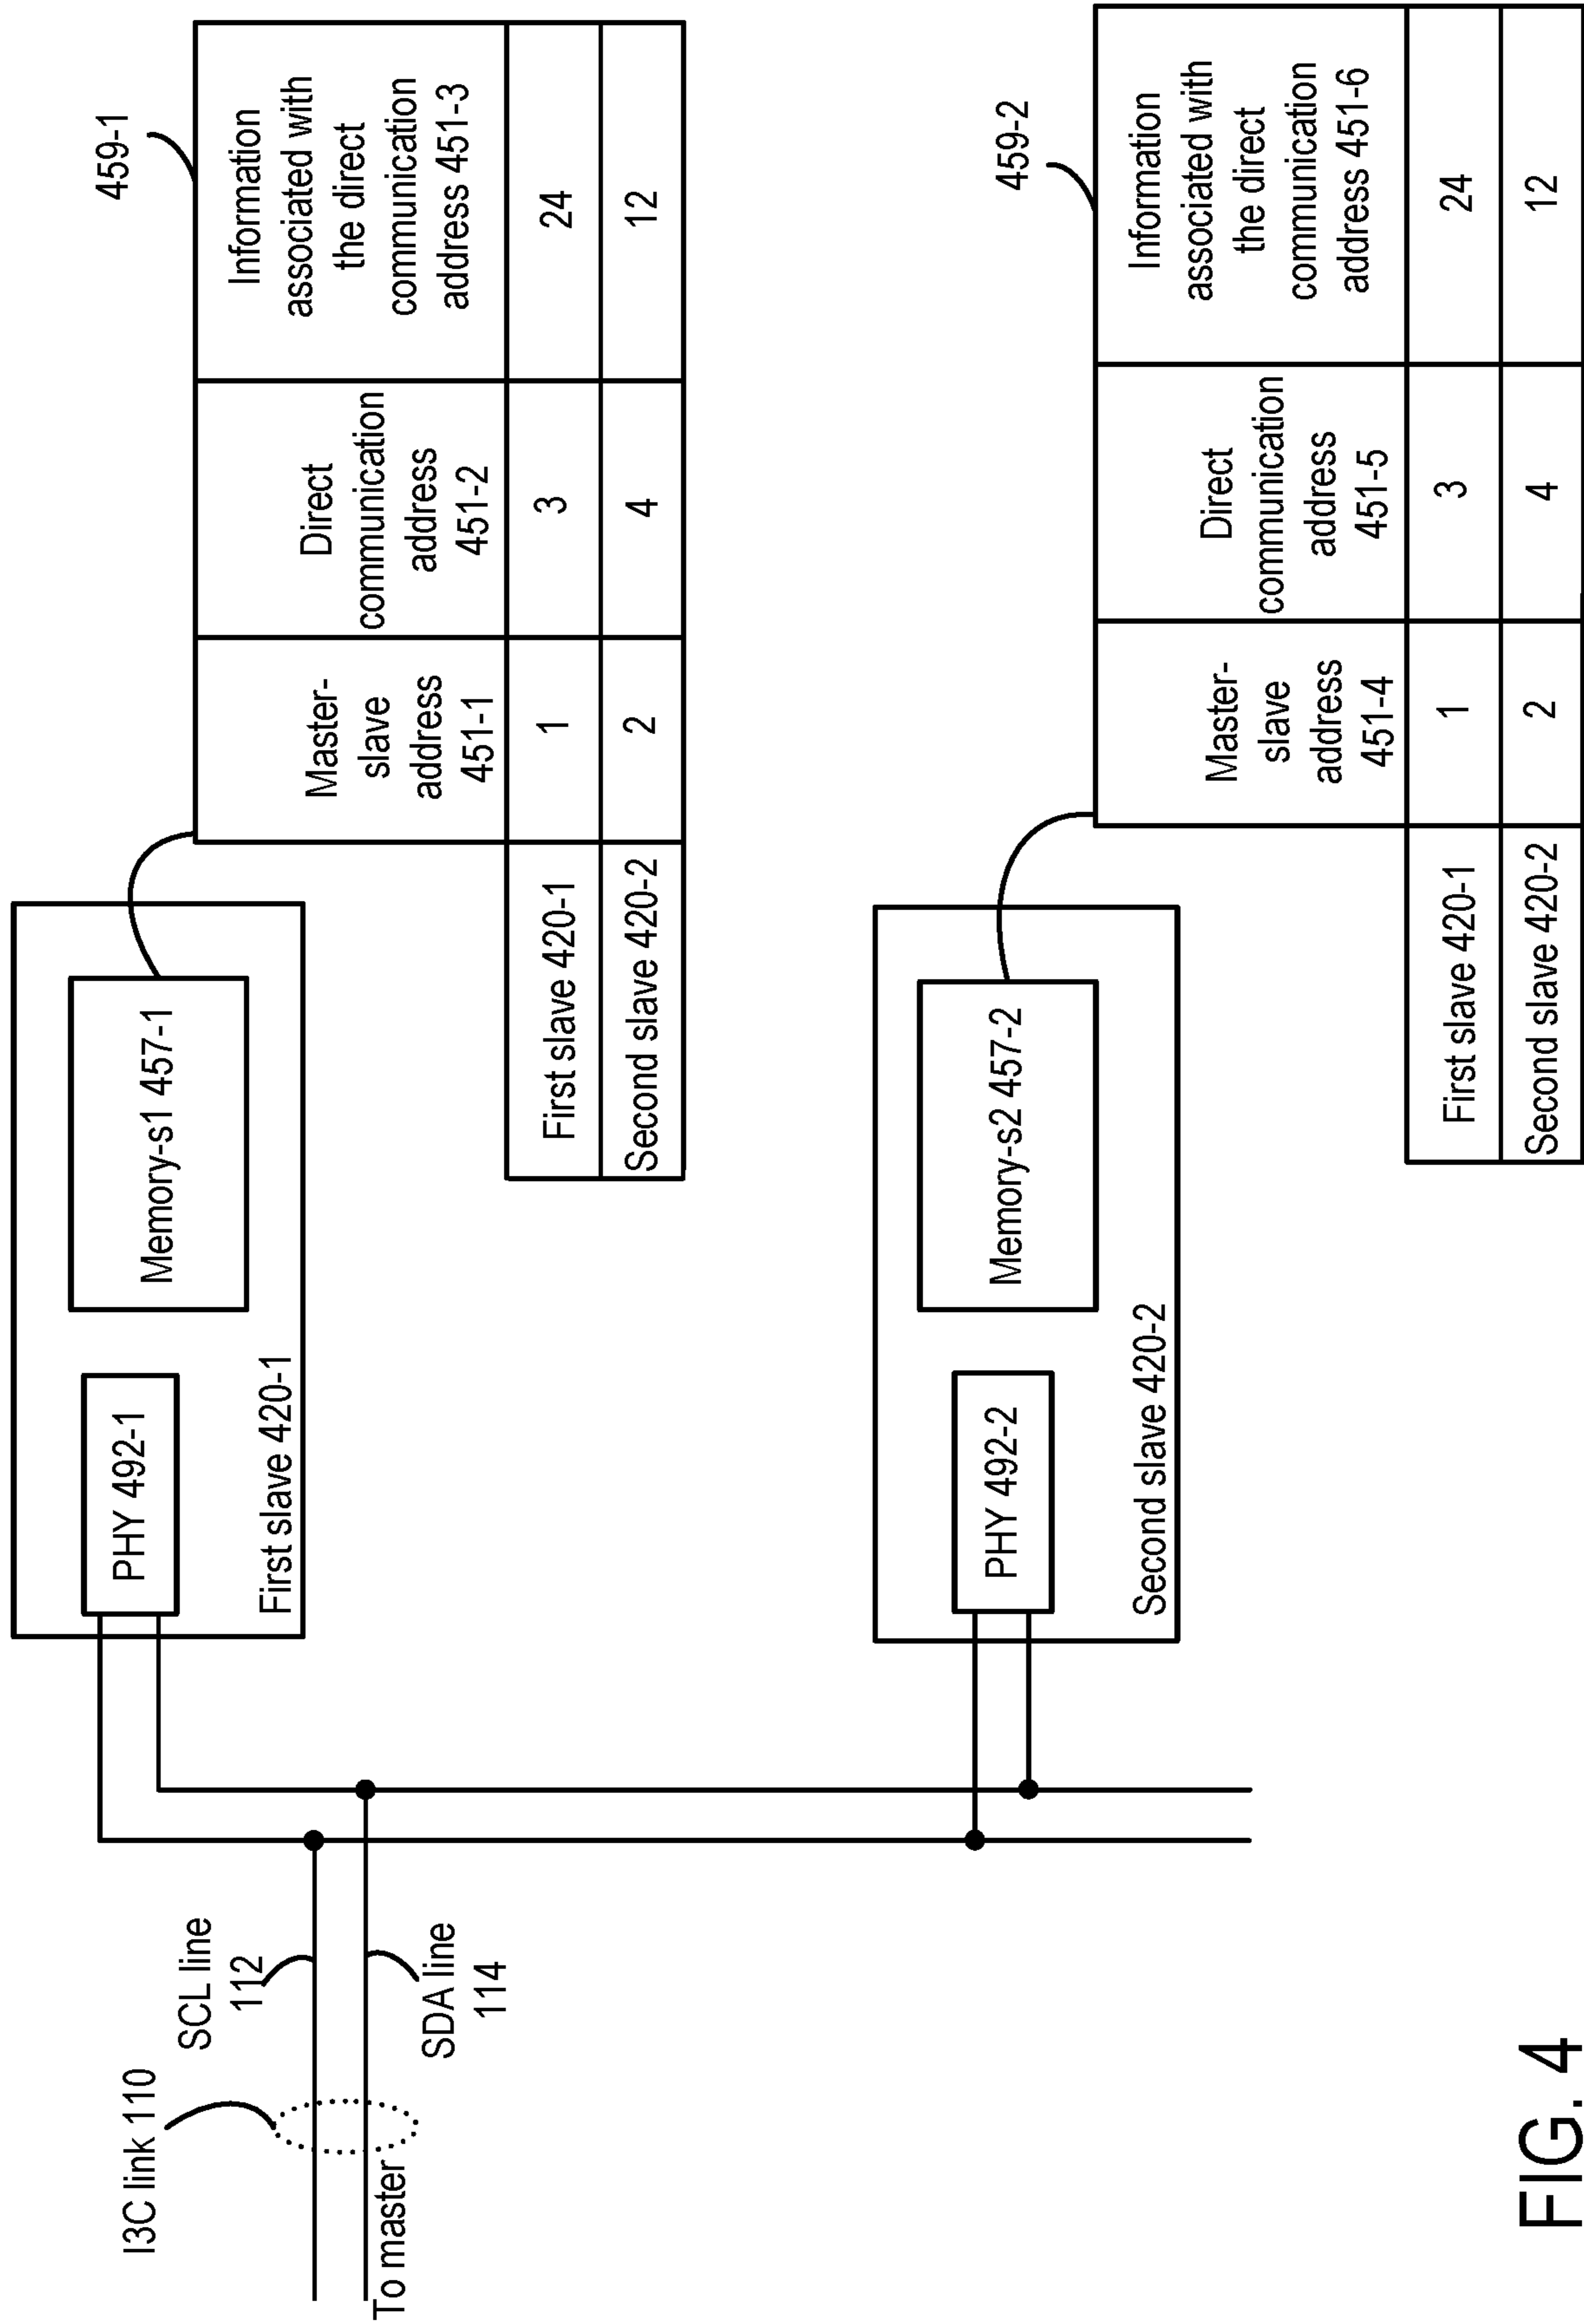 I3C link 110
SCL line
112
SDA line
114
To master
PHY 492-1
Memory-s1 457-1
First slave 420-1
459-1
Master-
slave
address
451-1
Direct
communication
address
451-2
Information
associated with
the direct
communication
address 451-3
First slave 420-1
1
3
24
Second slave 420-2
2
4
12
PHY 492-2
Memory-s2 457-2
Second slave 420-2
459-2
Master-
slave
address
451-4
Direct
communication
address
451-5
Information
associated with
the direct
communication
address 451-6
First slave 420-1
1
3
24
Second slave 420-2
2
4
12
FIG. 4